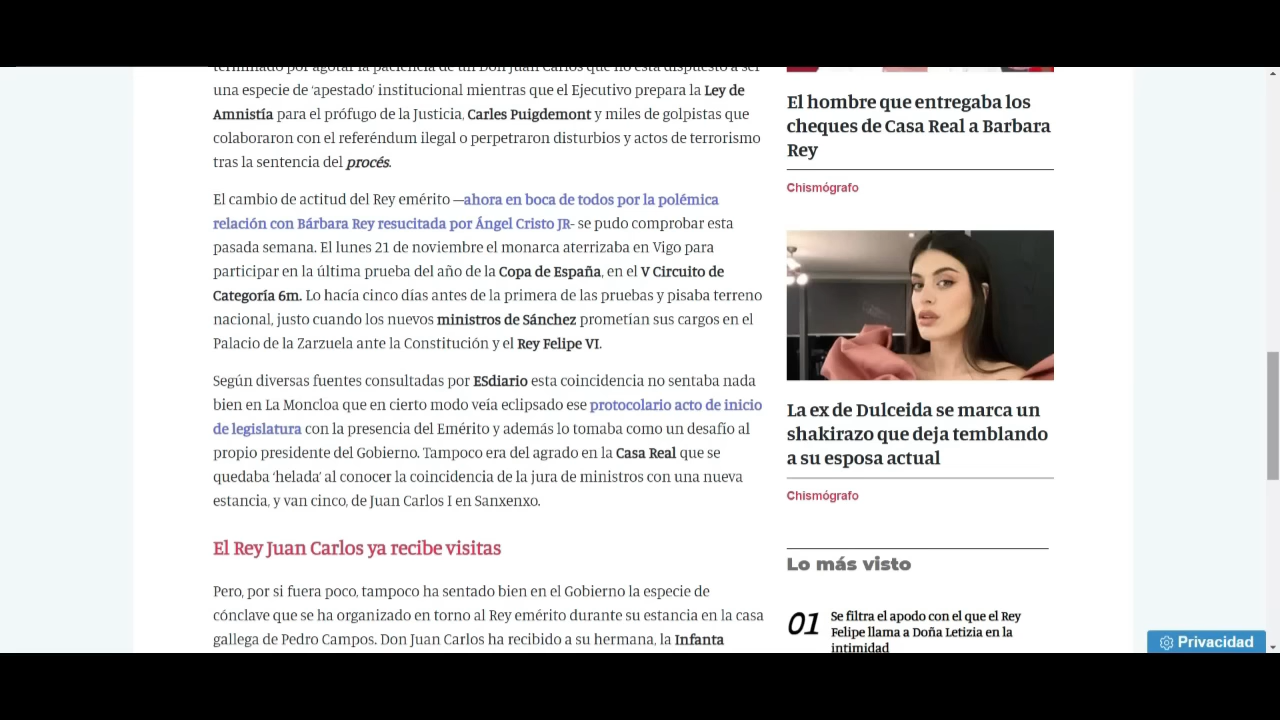 terminado por agotar la paciencia de un Don Juan Carlos que no está dispuesto a ser
una especie de ‘apestado’ institucional mientras que el Ejecutivo prepara la Ley de
Amnistía para el prófugo de la Justicia, Carles Puigdemont y miles de golpistas que
colaboraron con el referéndum ilegal o perpetraron disturbios y actos de terrorismo
tras la sentencia del procés.
El cambio de actitud del Rey emérito —ahora en boca de todos por la polémica
relación con Bárbara Rey resucitada por Ángel Cristo JR- se pudo comprobar esta
pasada semana. El lunes 21 de noviembre el monarca aterrizaba en Vigo para
participar en la última prueba del año de la Copa de España, en el V Circuito de
Categoría 6m. Lo hacía cinco días antes de la primera de las pruebas y pisaba terreno
nacional, justo cuando los nuevos ministros de Sánchez prometían sus cargos en el
Palacio de la Zarzuela ante la Constitución y el Rey Felipe VI.
Según diversas fuentes consultadas por ESdiario esta coincidencia no sentaba nada
bien en La Moncloa que en cierto modo veía eclipsado ese protocolario acto de inicio
de legislatura con la presencia del Emérito y además lo tomaba como un desafío al
propio presidente del Gobierno. Tampoco era del agrado en la Casa Real que se
quedaba ‘helada’ al conocer la coincidencia de la jura de ministros con una nueva
estancia, y van cinco, de Juan Carlos I en Sanxenxo.
El Rey Juan Carlos ya recibe visitas
Pero, por si fuera poco, tampoco ha sentado bien en el Gobierno la especie de
cónclave que se ha organizado en torno al Rey emérito durante su estancia en la casa
gallega de Pedro Campos. Don Juan Carlos ha recibido a su hermana, la Infanta
El hombre que entregaba los
cheques de Casa Real a Barbara
Rey
Chismógrafo
La ex de Dulceida se marca un
shakirazo que deja temblando
a su esposa actual
Chismógrafo
Lo más visto
01
Se filtra el apodo con el que el Rey
Felipe llama a Doña Letizia en la
intimidad
Privacidad